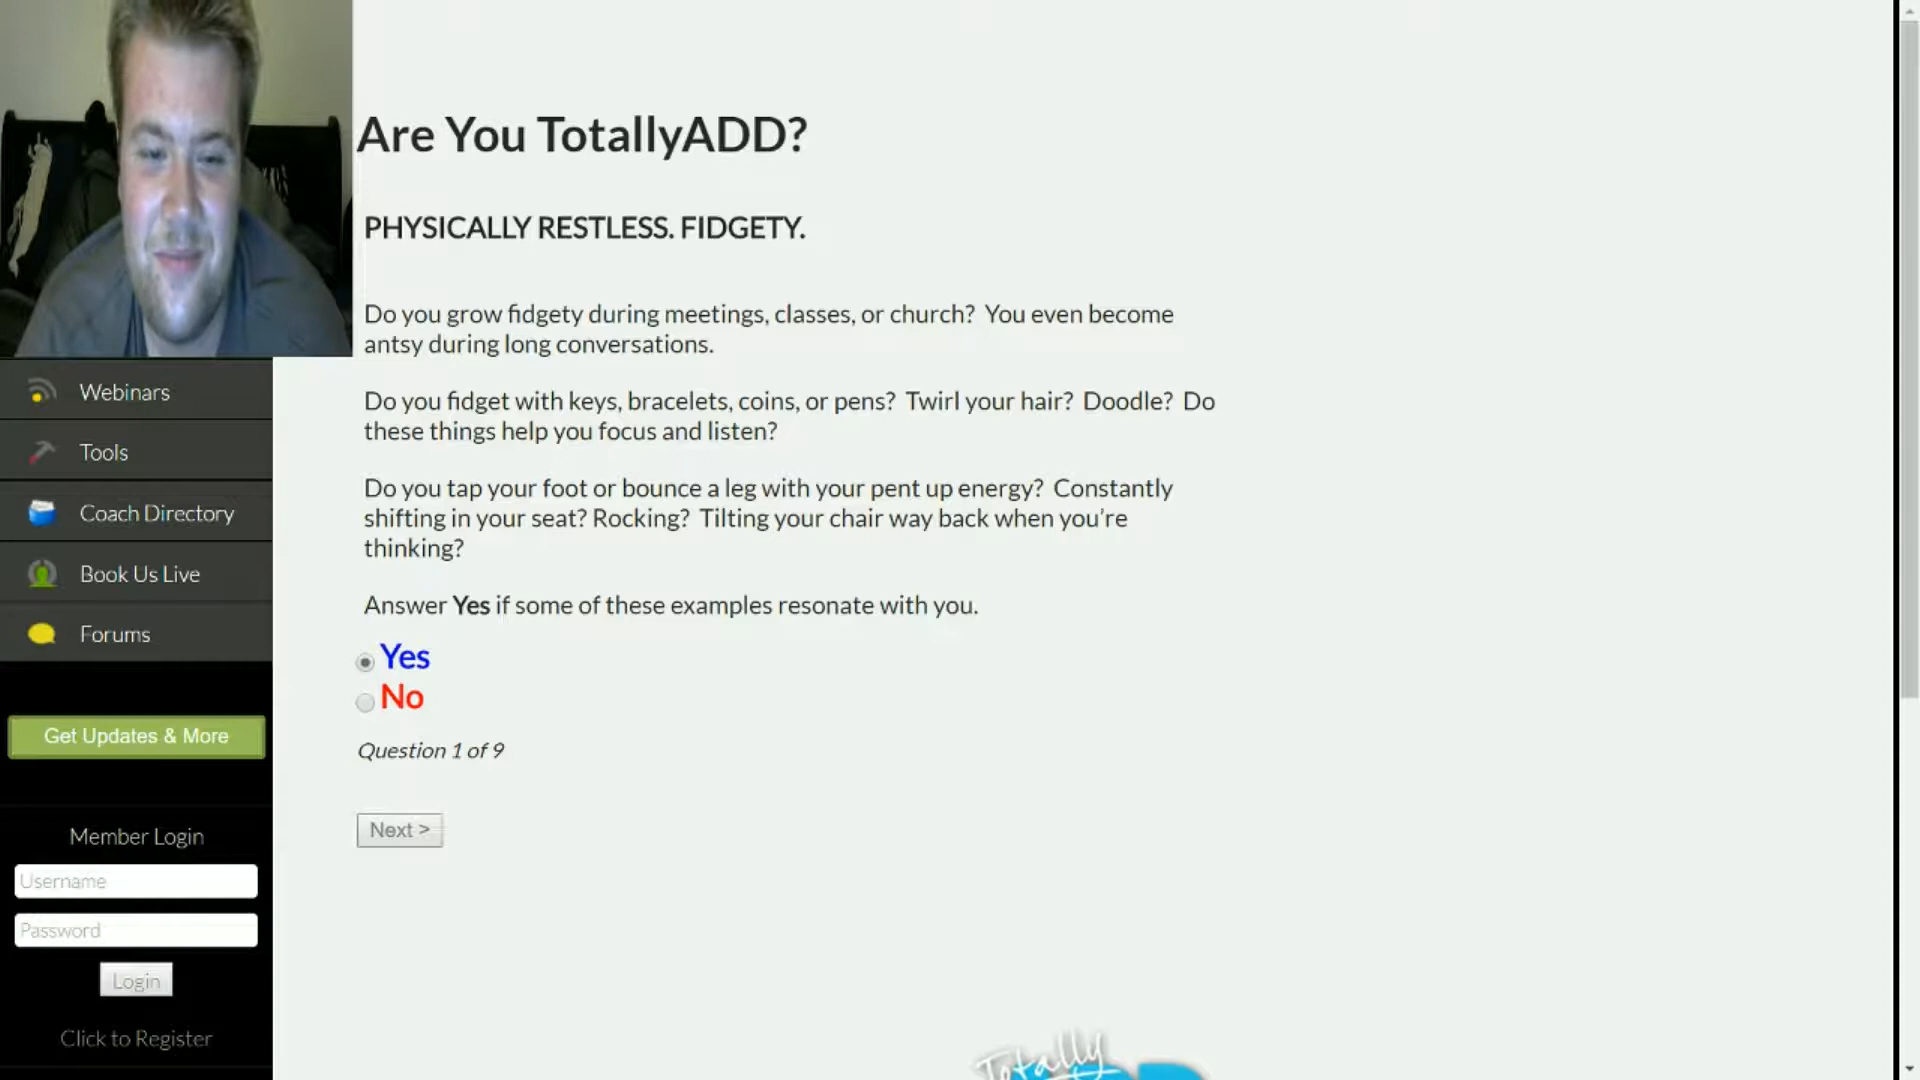 Are You TotallyADD?
PHYSICALLY RESTLESS. FIDGETY.
Do you grow fidgety during meetings, classes, or church? You even become
antsy during long conversations.
Do you fidget with keys, bracelets, coins, or pens? Twirl your hair? Doodle? Do
these things help you focus and listen?
Do you tap your foot or bounce a leg with your pent up energy? Constantly
shifting in your seat? Rocking? Tilting your chair way back when you’re
thinking?
Answer Yes if some of these examples resonate with you.
Yes
No
Question 1 of 9
Next >
Webinars
Tools
Coach Directory
Book Us Live
Forums
Get Updates & More
Member Login
Username
Password
Login
Click to Register
Totally